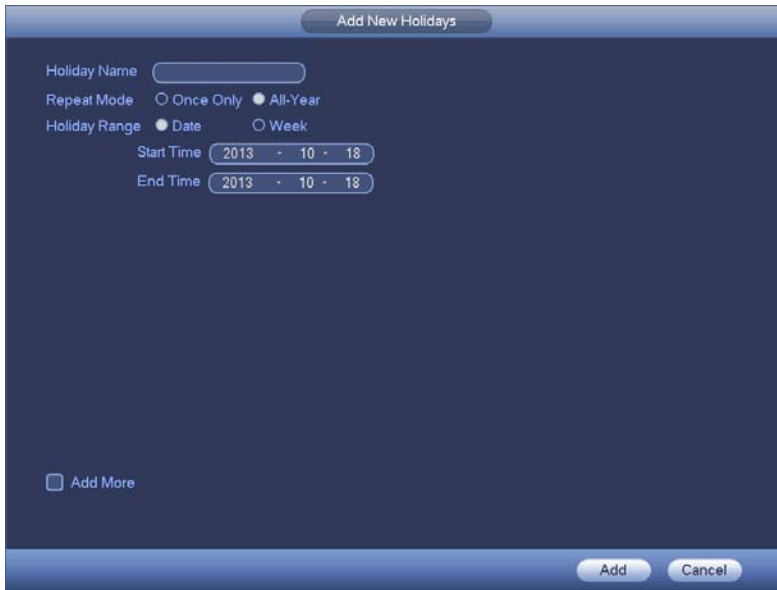 Add New Holidays
Holiday Name
Repeat Mode Once Only All-Year
Holiday Range Date Week
Start Time 2013 - 10 - 18
End Time 2013 - 10 - 18
Add More
Add Cancel